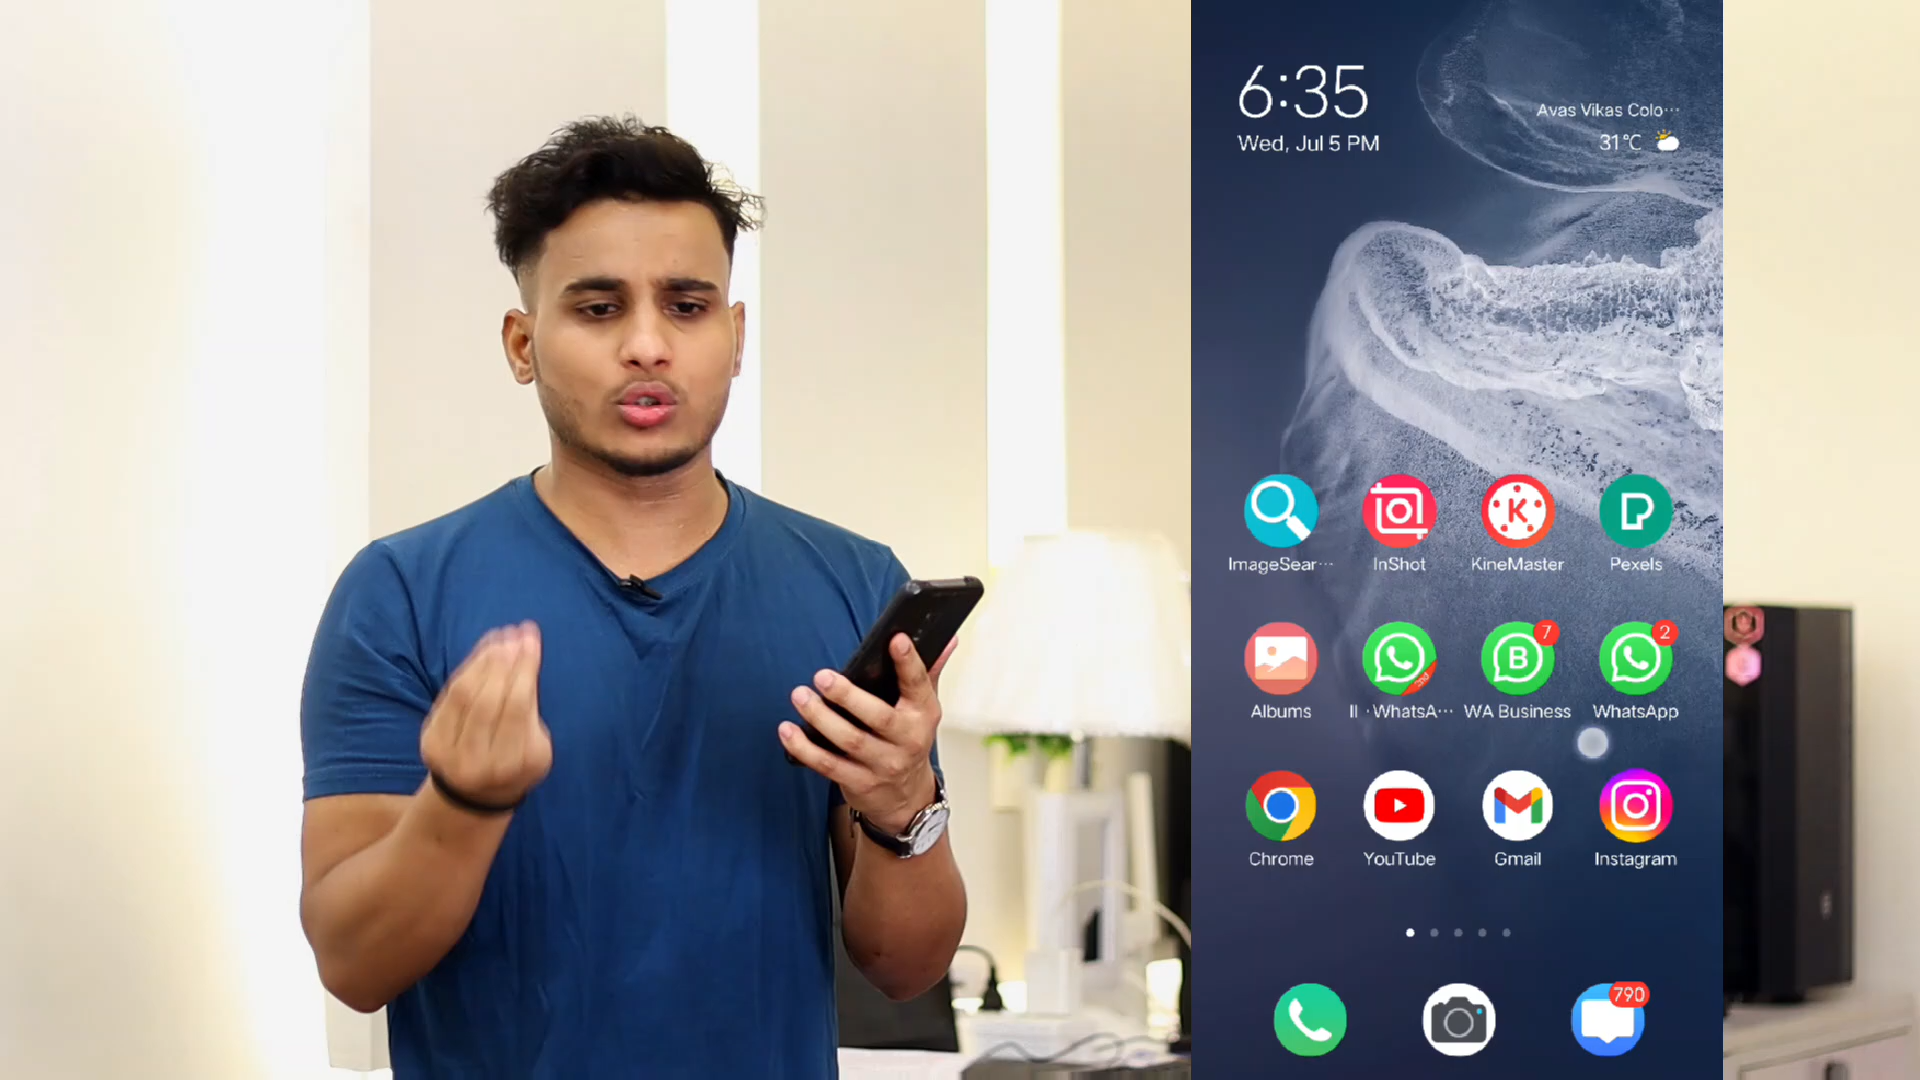 6:35
Wed, Jul 5 PM
Avas Vikas Colo···
31°C
ImageSear···
InShot
KineMaster
Pexels
7
2
Albums
II · WhatsA···
WA Business
WhatsApp
Chrome
YouTube
Gmail
Instagram
790